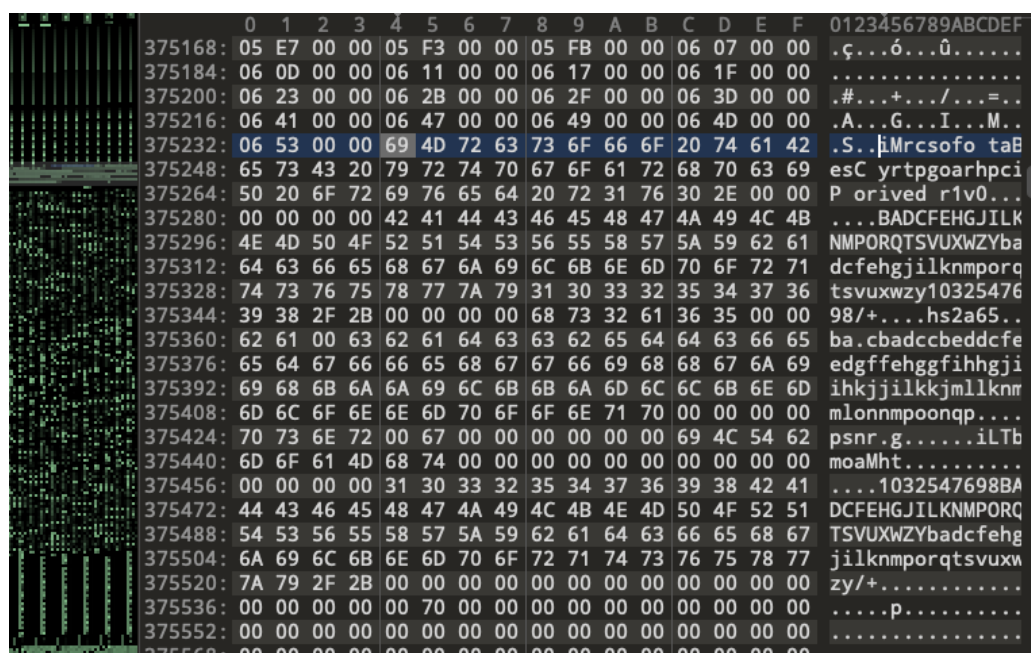 0 1 2 3 4 5 6 7 8 9 A B C D E F 0123456789ABCDEF
375168: 05 E7 00 00 05 F3 00 00 05 FB 00 00 06 07 00 00 .ç...ó...û......
375184: 06 0D 00 00 06 11 00 00 06 17 00 00 06 1F 00 00 ................
375200: 06 23 00 00 06 2B 00 00 06 2F 00 00 06 3D 00 00 .#...+.../...=..
375216: 06 41 00 00 06 47 00 00 06 49 00 00 06 4D 00 00 .A...G...I...M..
375232: 06 53 00 00 69 4D 72 63 73 6F 66 6F 20 74 61 42 .S..iMrcsofo taB
375248: 65 73 43 20 79 72 74 70 67 6F 61 72 68 70 63 69 esC yrtpgoarhpci
375264: 50 20 6F 72 69 76 65 64 20 72 31 76 30 2E 00 00 P orived r1v0...
375280: 00 00 00 00 42 41 44 43 46 45 48 47 4A 49 4C 4B ....BADCFEHGJILK
375296: 4E 4D 50 4F 52 51 54 53 56 55 58 57 5A 59 62 61 NMPORQTSVUXWZYba
375312: 64 63 66 65 68 67 6A 69 6C 6B 6E 6D 70 6F 72 71 dcfehgjilknmporq
375328: 74 73 76 75 78 77 7A 79 31 30 33 32 35 34 37 36 tsvuxwzy10325476
375344: 39 38 2F 2B 00 00 00 00 68 73 32 61 36 35 00 00 98/+....hs2a65..
375360: 62 61 00 63 62 61 64 63 63 62 65 64 64 63 66 65 ba.cbadccbeddcfe
375376: 65 64 67 66 66 65 68 67 67 66 69 68 68 67 6A 69 edgffehggfihhgji
375392: 69 68 6B 6A 6A 69 6C 6B 6B 6A 6D 6C 6C 6B 6E 6D ihkjjilkkjmllknm
375408: 6D 6C 6F 6E 6E 6D 70 6F 6F 6E 71 70 00 00 00 00 mlonnmpoonqp....
375424: 70 73 6E 72 00 67 00 00 00 00 00 00 69 4C 54 62 psnr.g......iLTb
375440: 6D 6F 61 4D 68 74 00 00 00 00 00 00 00 00 00 00 moaMht..........
375456: 00 00 00 00 31 30 33 32 35 34 37 36 39 38 42 41 ....1032547698BA
375472: 44 43 46 45 48 47 4A 49 4C 4B 4E 4D 50 4F 52 51 DCFEHGJILKNMPORQ
375488: 54 53 56 55 58 57 5A 59 62 61 64 63 66 65 68 67 TSVUXWZYbadcfehg
375504: 6A 69 6C 6B 6E 6D 70 6F 72 71 74 73 76 75 78 77 jilknmporqtsvuxw
375520: 7A 79 2F 2B 00 00 00 00 00 00 00 00 00 00 00 00 zy/+............
375536: 00 00 00 00 00 70 00 00 00 00 00 00 00 00 00 00 .....p..........
375552: 00 00 00 00 00 00 00 00 00 00 00 00 00 00 00 00 ................